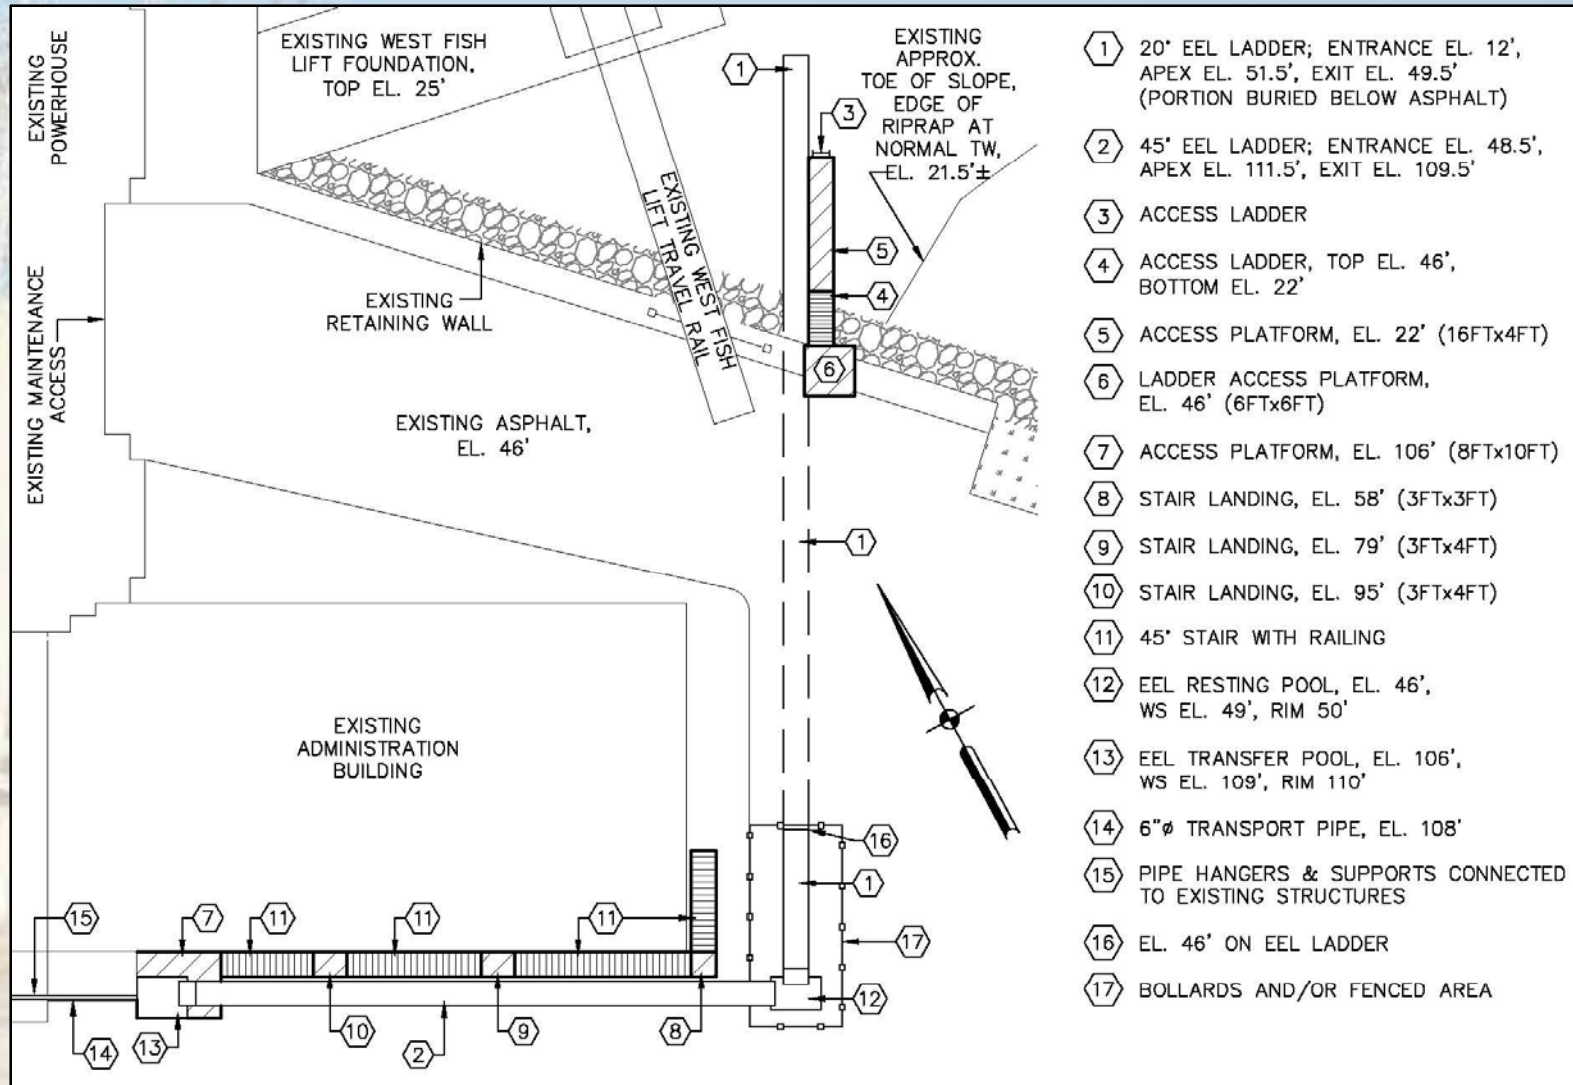 EXISTING
POWERHOUSE
EXISTING WEST FISH
LIFT FOUNDATION,
TOP EL. 25'
1
3
EXISTING
APPROX.
TOE OF SLOPE,
EDGE OF
RIPRAP AT
NORMAL TW,
EL. 21.5'±
EXISTING WEST FISH
LIFT TRAVEL RAIL
5
4
6
EXISTING MAINTENANCE
ACCESS
EXISTING
RETAINING WALL
EXISTING ASPHALT,
EL. 46'
1
EXISTING
ADMINISTRATION
BUILDING
16
1
17
12
15
7
11
11
11
14
13
2
10
9
8
1 20° EEL LADDER; ENTRANCE EL. 12',
APEX EL. 51.5', EXIT EL. 49.5'
(PORTION BURIED BELOW ASPHALT)
2 45° EEL LADDER; ENTRANCE EL. 48.5',
APEX EL. 111.5', EXIT EL. 109.5'
3 ACCESS LADDER
4 ACCESS LADDER, TOP EL. 46',
BOTTOM EL. 22'
5 ACCESS PLATFORM, EL. 22' (16FTx4FT)
6 LADDER ACCESS PLATFORM,
EL. 46' (6FTx6FT)
7 ACCESS PLATFORM, EL. 106' (8FTx10FT)
8 STAIR LANDING, EL. 58' (3FTx3FT)
9 STAIR LANDING, EL. 79' (3FTx4FT)
10 STAIR LANDING, EL. 95' (3FTx4FT)
11 45° STAIR WITH RAILING
12 EEL RESTING POOL, EL. 46',
WS EL. 49', RIM 50'
13 EEL TRANSFER POOL, EL. 106',
WS EL. 109', RIM 110'
14 6"ø TRANSPORT PIPE, EL. 108'
15 PIPE HANGERS & SUPPORTS CONNECTED
TO EXISTING STRUCTURES
16 EL. 46' ON EEL LADDER
17 BOLLARDS AND/OR FENCED AREA